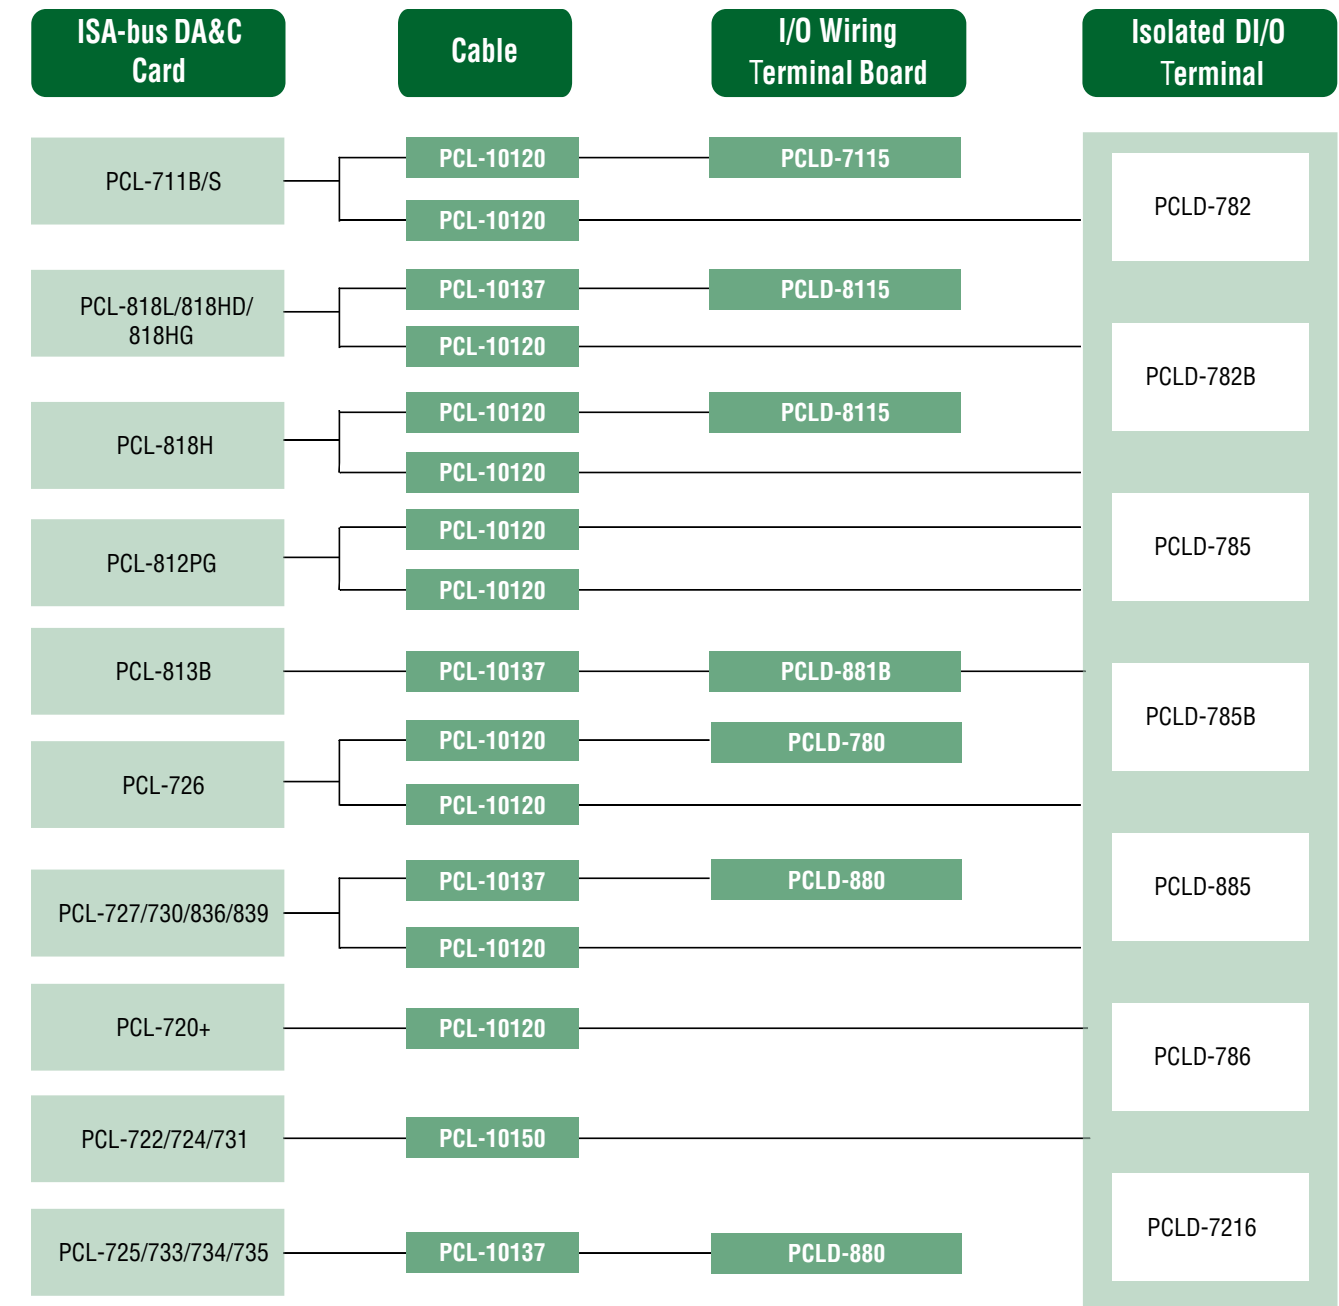 ISA-bus DA&C
Card
Cable
I/O Wiring
Terminal Board
Isolated DI/O
Terminal
PCL-711B/S
PCL-10120
PCLD-7115
PCL-10120
PCL-818L/818HD/
818HG
PCL-10137
PCLD-8115
PCL-10120
PCL-818H
PCL-10120
PCLD-8115
PCL-10120
PCL-812PG
PCL-10120
PCL-10120
PCL-813B
PCL-10137
PCLD-881B
PCL-726
PCL-10120
PCLD-780
PCL-10120
PCL-727/730/836/839
PCL-10137
PCLD-880
PCL-10120
PCL-720+
PCL-10120
PCL-722/724/731
PCL-10150
PCL-725/733/734/735
PCL-10137
PCLD-880
PCLD-782
PCLD-782B
PCLD-785
PCLD-785B
PCLD-885
PCLD-786
PCLD-7216